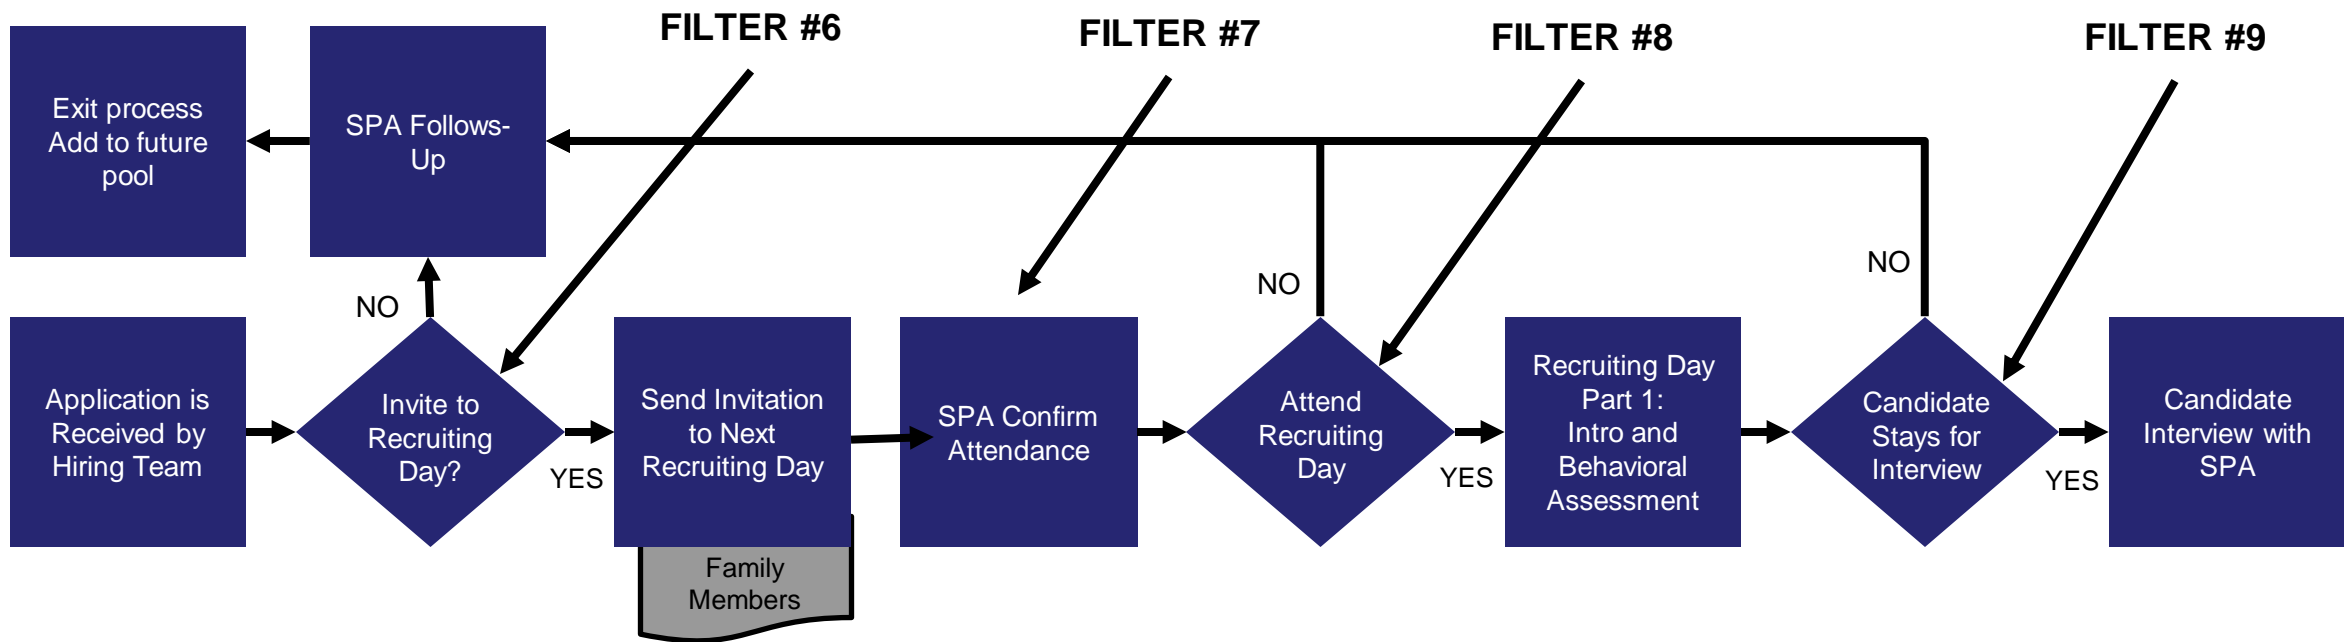 FILTER #6
FILTER #7
FILTER #8
FILTER #9
Exit process
Add to future
pool
SPA Follows-
Up
NO
NO
NO
Application is
Received by
Hiring Team
Invite to
Recruiting
Day?
YES
Send Invitation
to Next
Recruiting Day
Family
Members
SPA Confirm
Attendance
Attend
Recruiting
Day
YES
Recruiting Day
Part 1:
Intro and
Behavioral
Assessment
Candidate
Stays for
Interview
YES
Candidate
Interview with
SPA